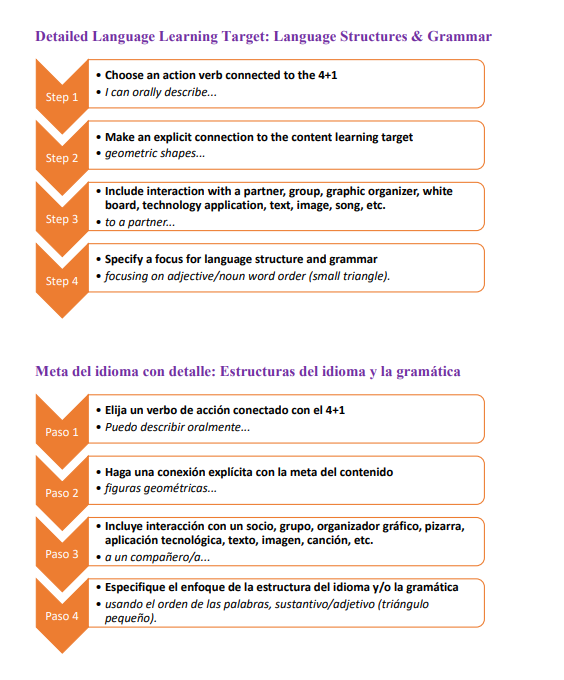 Detailed Language Learning Target: Language Structures & Grammar
Step 1
• Choose an action verb connected to the 4+1
• I can orally describe...
Step 2
• Make an explicit connection to the content learning target
• geometric shapes...
Step 3
• Include interaction with a partner, group, graphic organizer, white
board, technology application, text, image, song, etc.
• to a partner...
Step 4
• Specify a focus for language structure and grammar
• focusing on adjective/noun word order (small triangle).
Meta del idioma con detalle: Estructuras del idioma y la gramática
Paso 1
• Elija un verbo de acción conectado con el 4+1
• Puedo describir oralmente...
Paso 2
• Haga una conexión explícita con la meta del contenido
• figuras geométricas...
Paso 3
• Incluye interacción con un socio, grupo, organizador gráfico, pizarra,
aplicación tecnológica, texto, imagen, canción, etc.
• a un compañero/a...
Paso 4
• Especifique el enfoque de la estructura del idioma y/o la gramática
• usando el orden de las palabras, sustantivo/adjetivo (triángulo
pequeño).